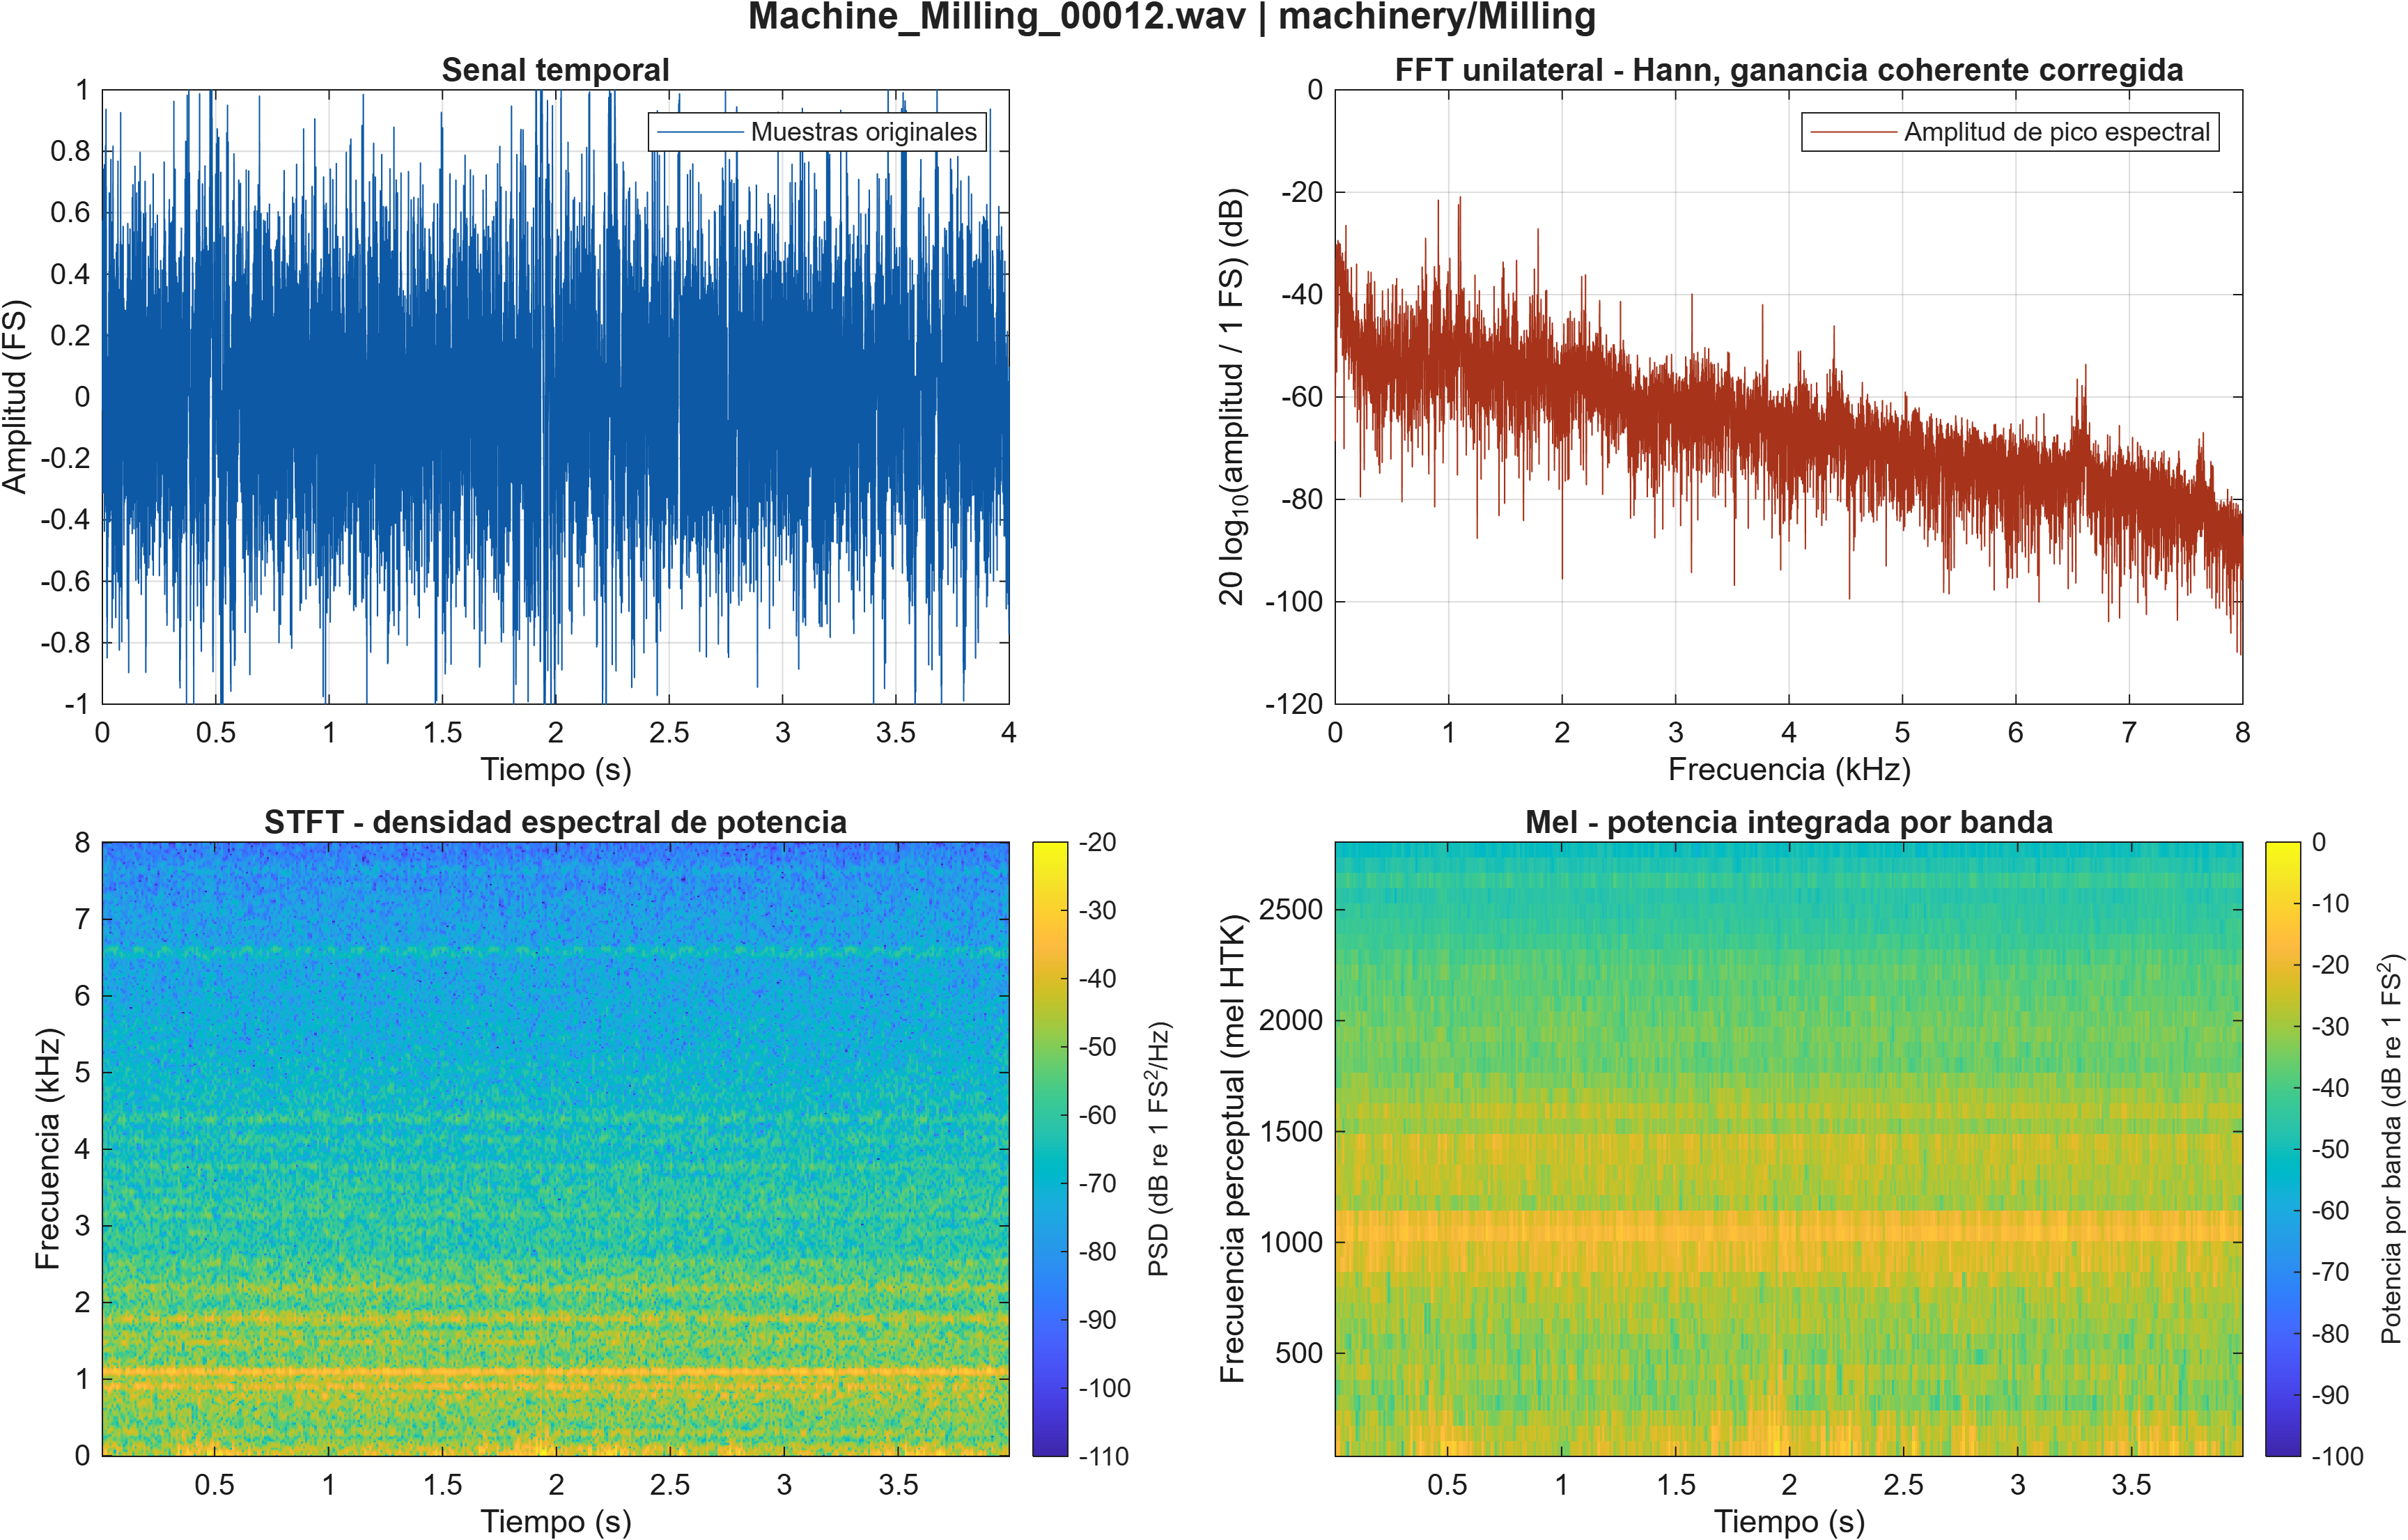 Machine_Milling_00012.wav | machinery/Milling
Senal temporal
Amplitud (FS)
1
0.8
0.6
0.4
0.2
0
-0.2
-0.4
-0.6
-0.8
-1
Muestras originales
0 0.5 1 1.5 2 2.5 3 3.5 4
Tiempo (s)
FFT unilateral - Hann, ganancia coherente corregida
20 log10(amplitud / 1 FS) (dB)
0
-20
-40
-60
-80
-100
-120
Amplitud de pico espectral
0 1 2 3 4 5 6 7 8
Frecuencia (kHz)
STFT - densidad espectral de potencia
Frecuencia (kHz)
8
7
6
5
4
3
2
1
0
0.5 1 1.5 2 2.5 3 3.5
Tiempo (s)
-20
-30
-40
-50
-60
-70
-80
-90
-100
-110
PSD (dB re 1 FS²/Hz)
Mel - potencia integrada por banda
Frecuencia perceptual (mel HTK)
2500
2000
1500
1000
500
0.5 1 1.5 2 2.5 3 3.5
Tiempo (s)
0
-10
-20
-30
-40
-50
-60
-70
-80
-90
-100
Potencia por banda (dB re 1 FS²)